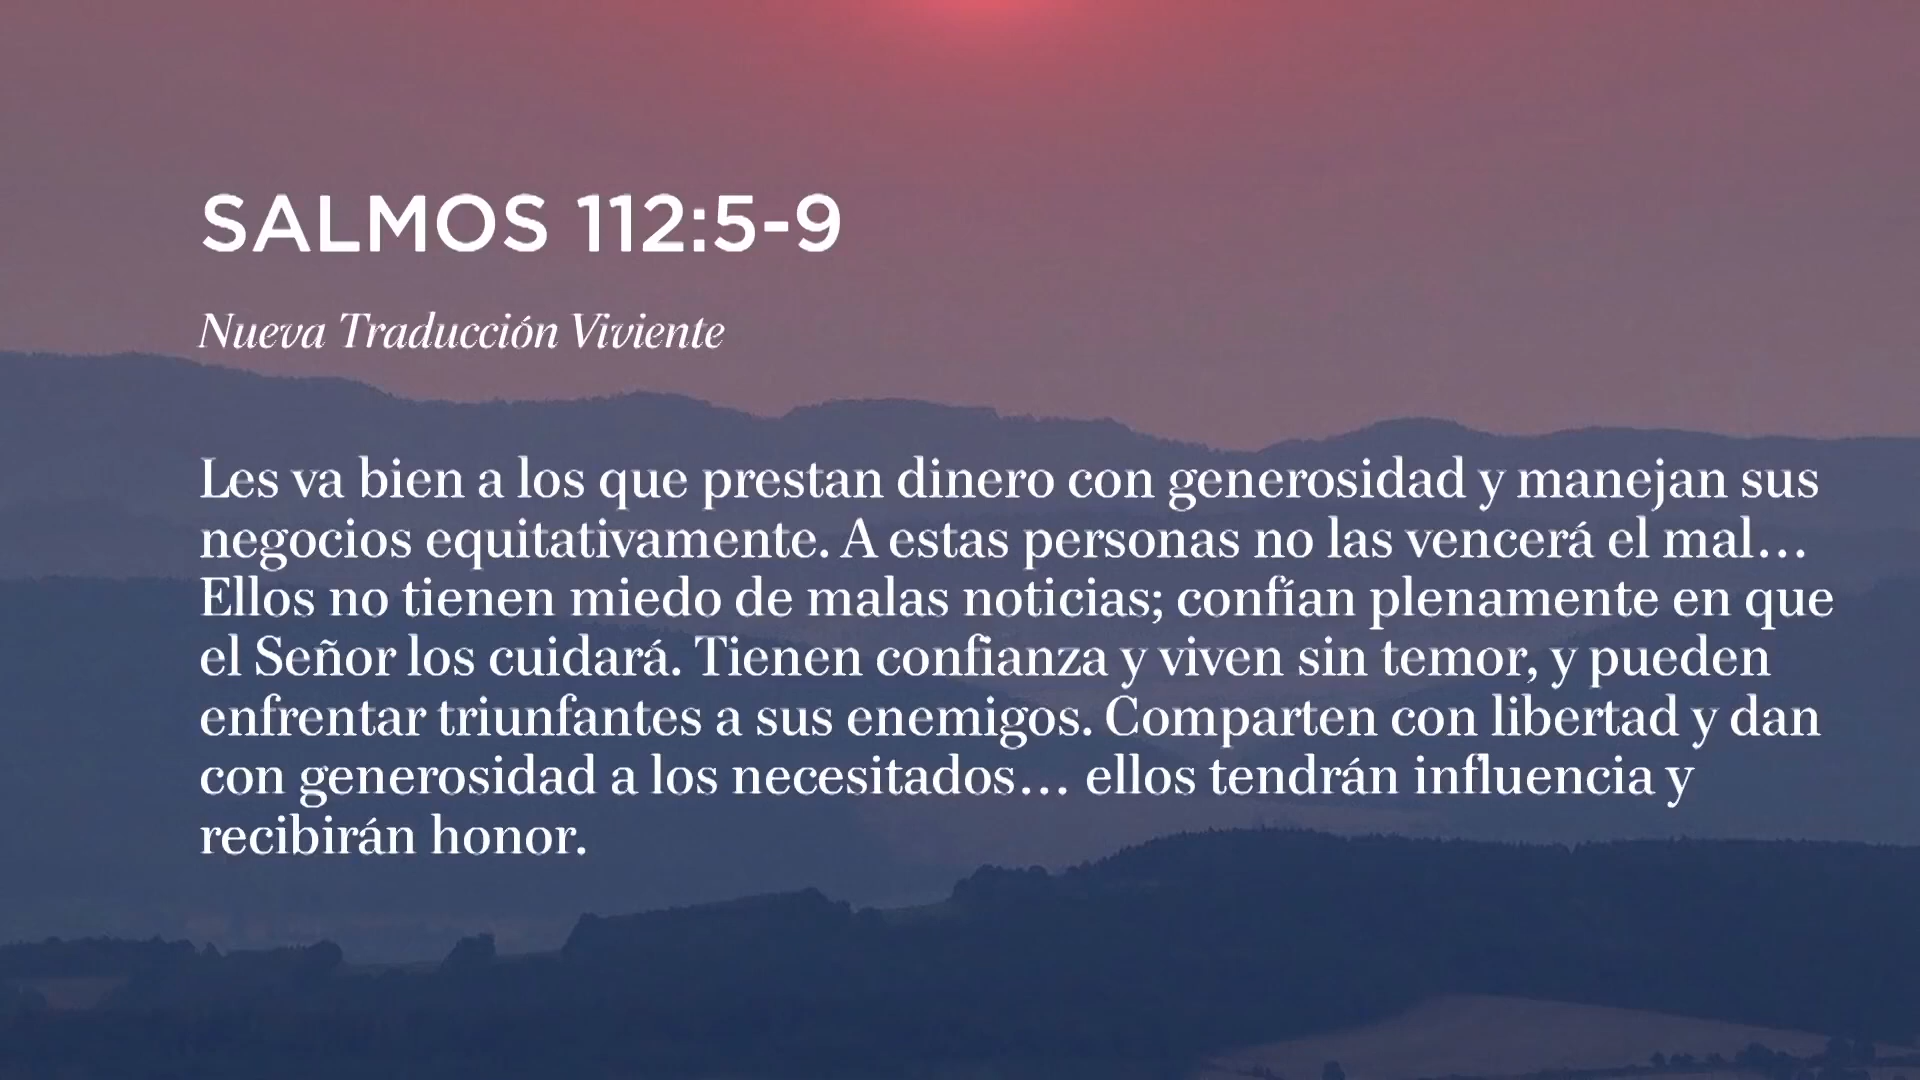 SALMOS 112:5-9
Nueva Traducción Viviente
Les va bien a los que prestan dinero con generosidad y manejan sus
negocios equitativamente. A estas personas no las vencerá el mal…
Ellos no tienen miedo de malas noticias; confían plenamente en que
el Señor los cuidará. Tienen confianza y viven sin temor, y pueden
enfrentar triunfantes a sus enemigos. Comparten con libertad y dan
con generosidad a los necesitados… ellos tendrán influencia y
recibirán honor.